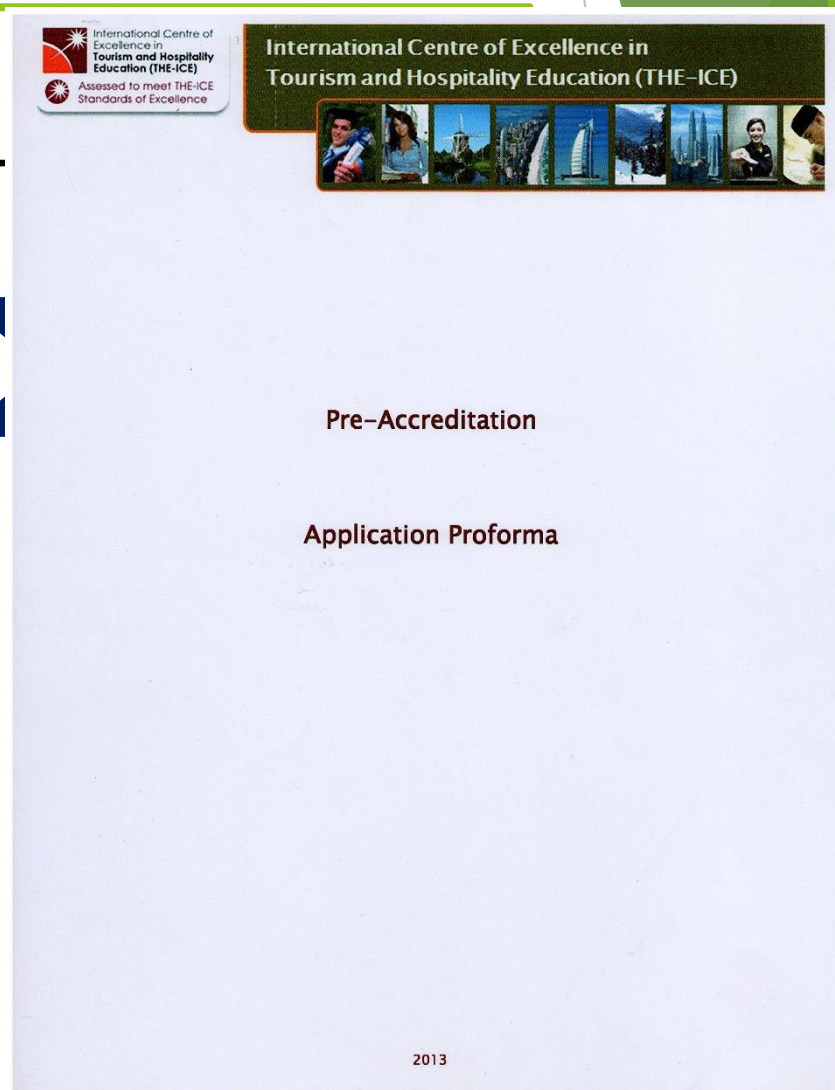 International Centre of
Excellence in
Tourism and Hospitality
Education (THE-ICE)
Assessed to meet THE-ICE
Standards of Excellence
International Centre of Excellence in
Tourism and Hospitality Education (THE-ICE)
Pre-Accreditation
Application Proforma
2013